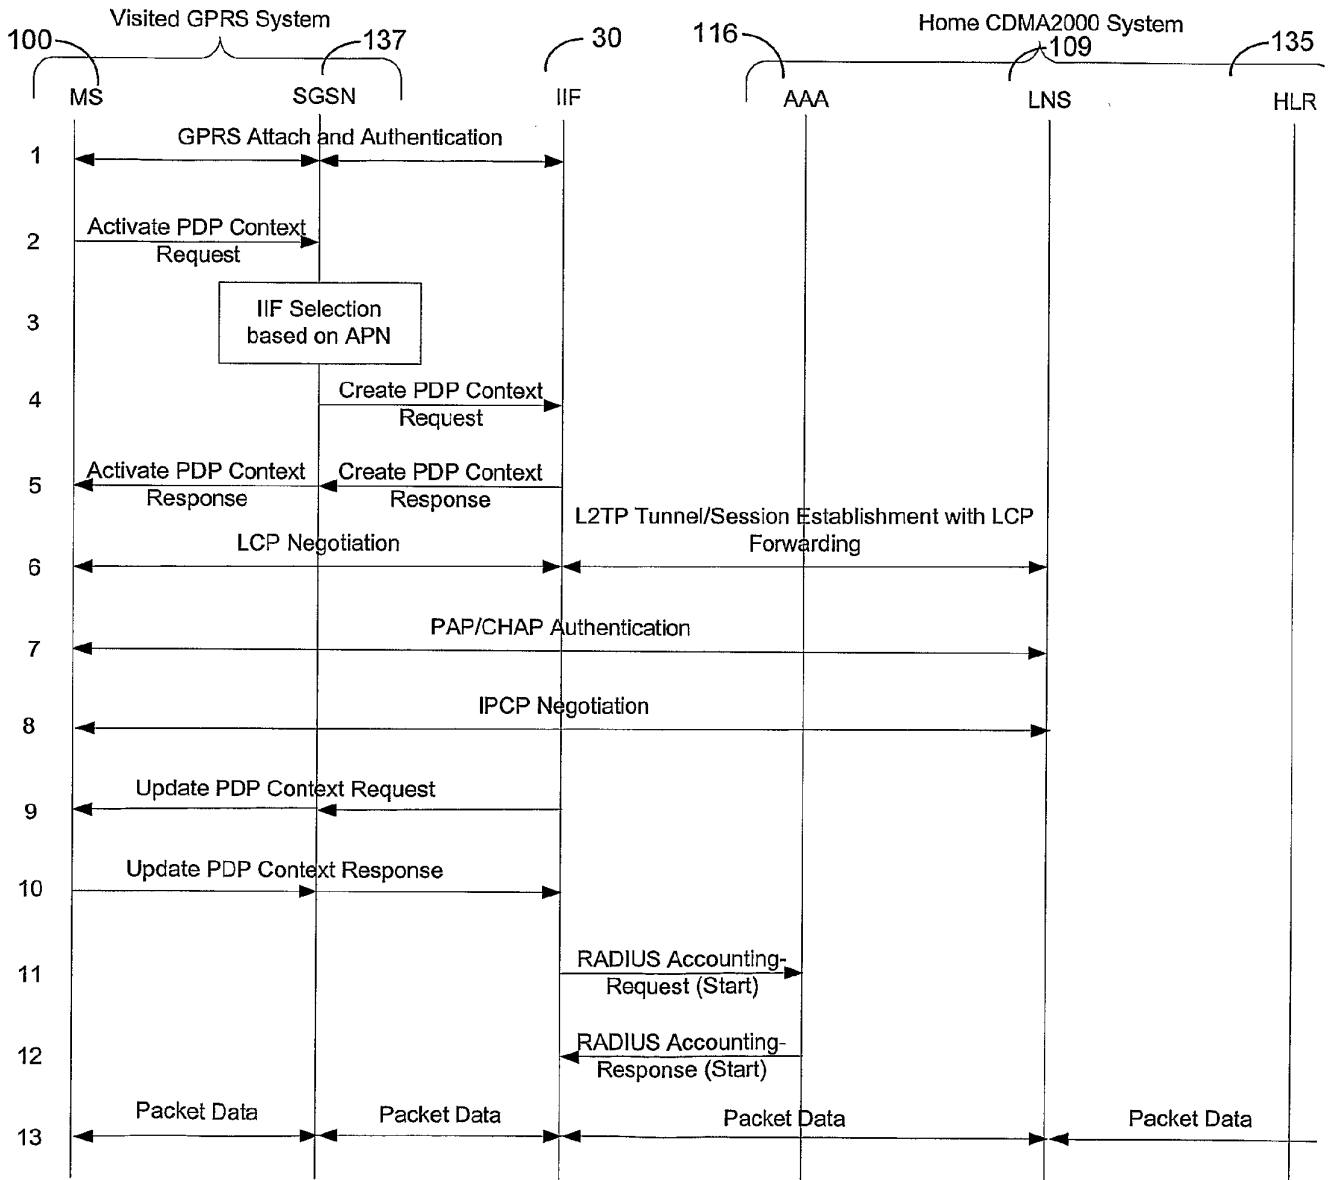 Visited GPRS System
Home CDMA2000 System
100
137
30
116
109
135
MS
SGSN
IIF
AAA
LNS
HLR
1
GPRS Attach and Authentication
2
Activate PDP Context
Request
3
IIF Selection
based on APN
4
Create PDP Context
Request
5
Activate PDP Context
Response
Create PDP Context
Response
6
LCP Negotiation
L2TP Tunnel/Session Establishment with LCP
Forwarding
7
PAP/CHAP Authentication
8
IPCP Negotiation
9
Update PDP Context Request
10
Update PDP Context Response
11
RADIUS Accounting-
Request (Start)
12
RADIUS Accounting-
Response (Start)
13
Packet Data
Packet Data
Packet Data
Packet Data